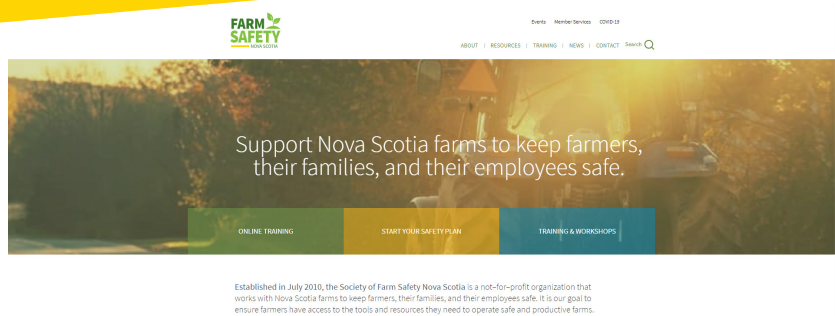 FARM
SAFETY
NOVA SCOTIA
Events Member Services COVID-19
ABOUT | RESOURCES | TRAINING | NEWS | CONTACT Search
Support Nova Scotia farms to keep farmers,
their families, and their employees safe.
ONLINE TRAINING START YOUR SAFETY PLAN TRAINING & WORKSHOPS
Established in July 2010, the Society of Farm Safety Nova Scotia is a not-for-profit organization that
works with Nova Scotia farms to keep farmers, their families, and their employees safe. It is our goal to
ensure farmers have access to the tools and resources they need to operate safe and productive farms.